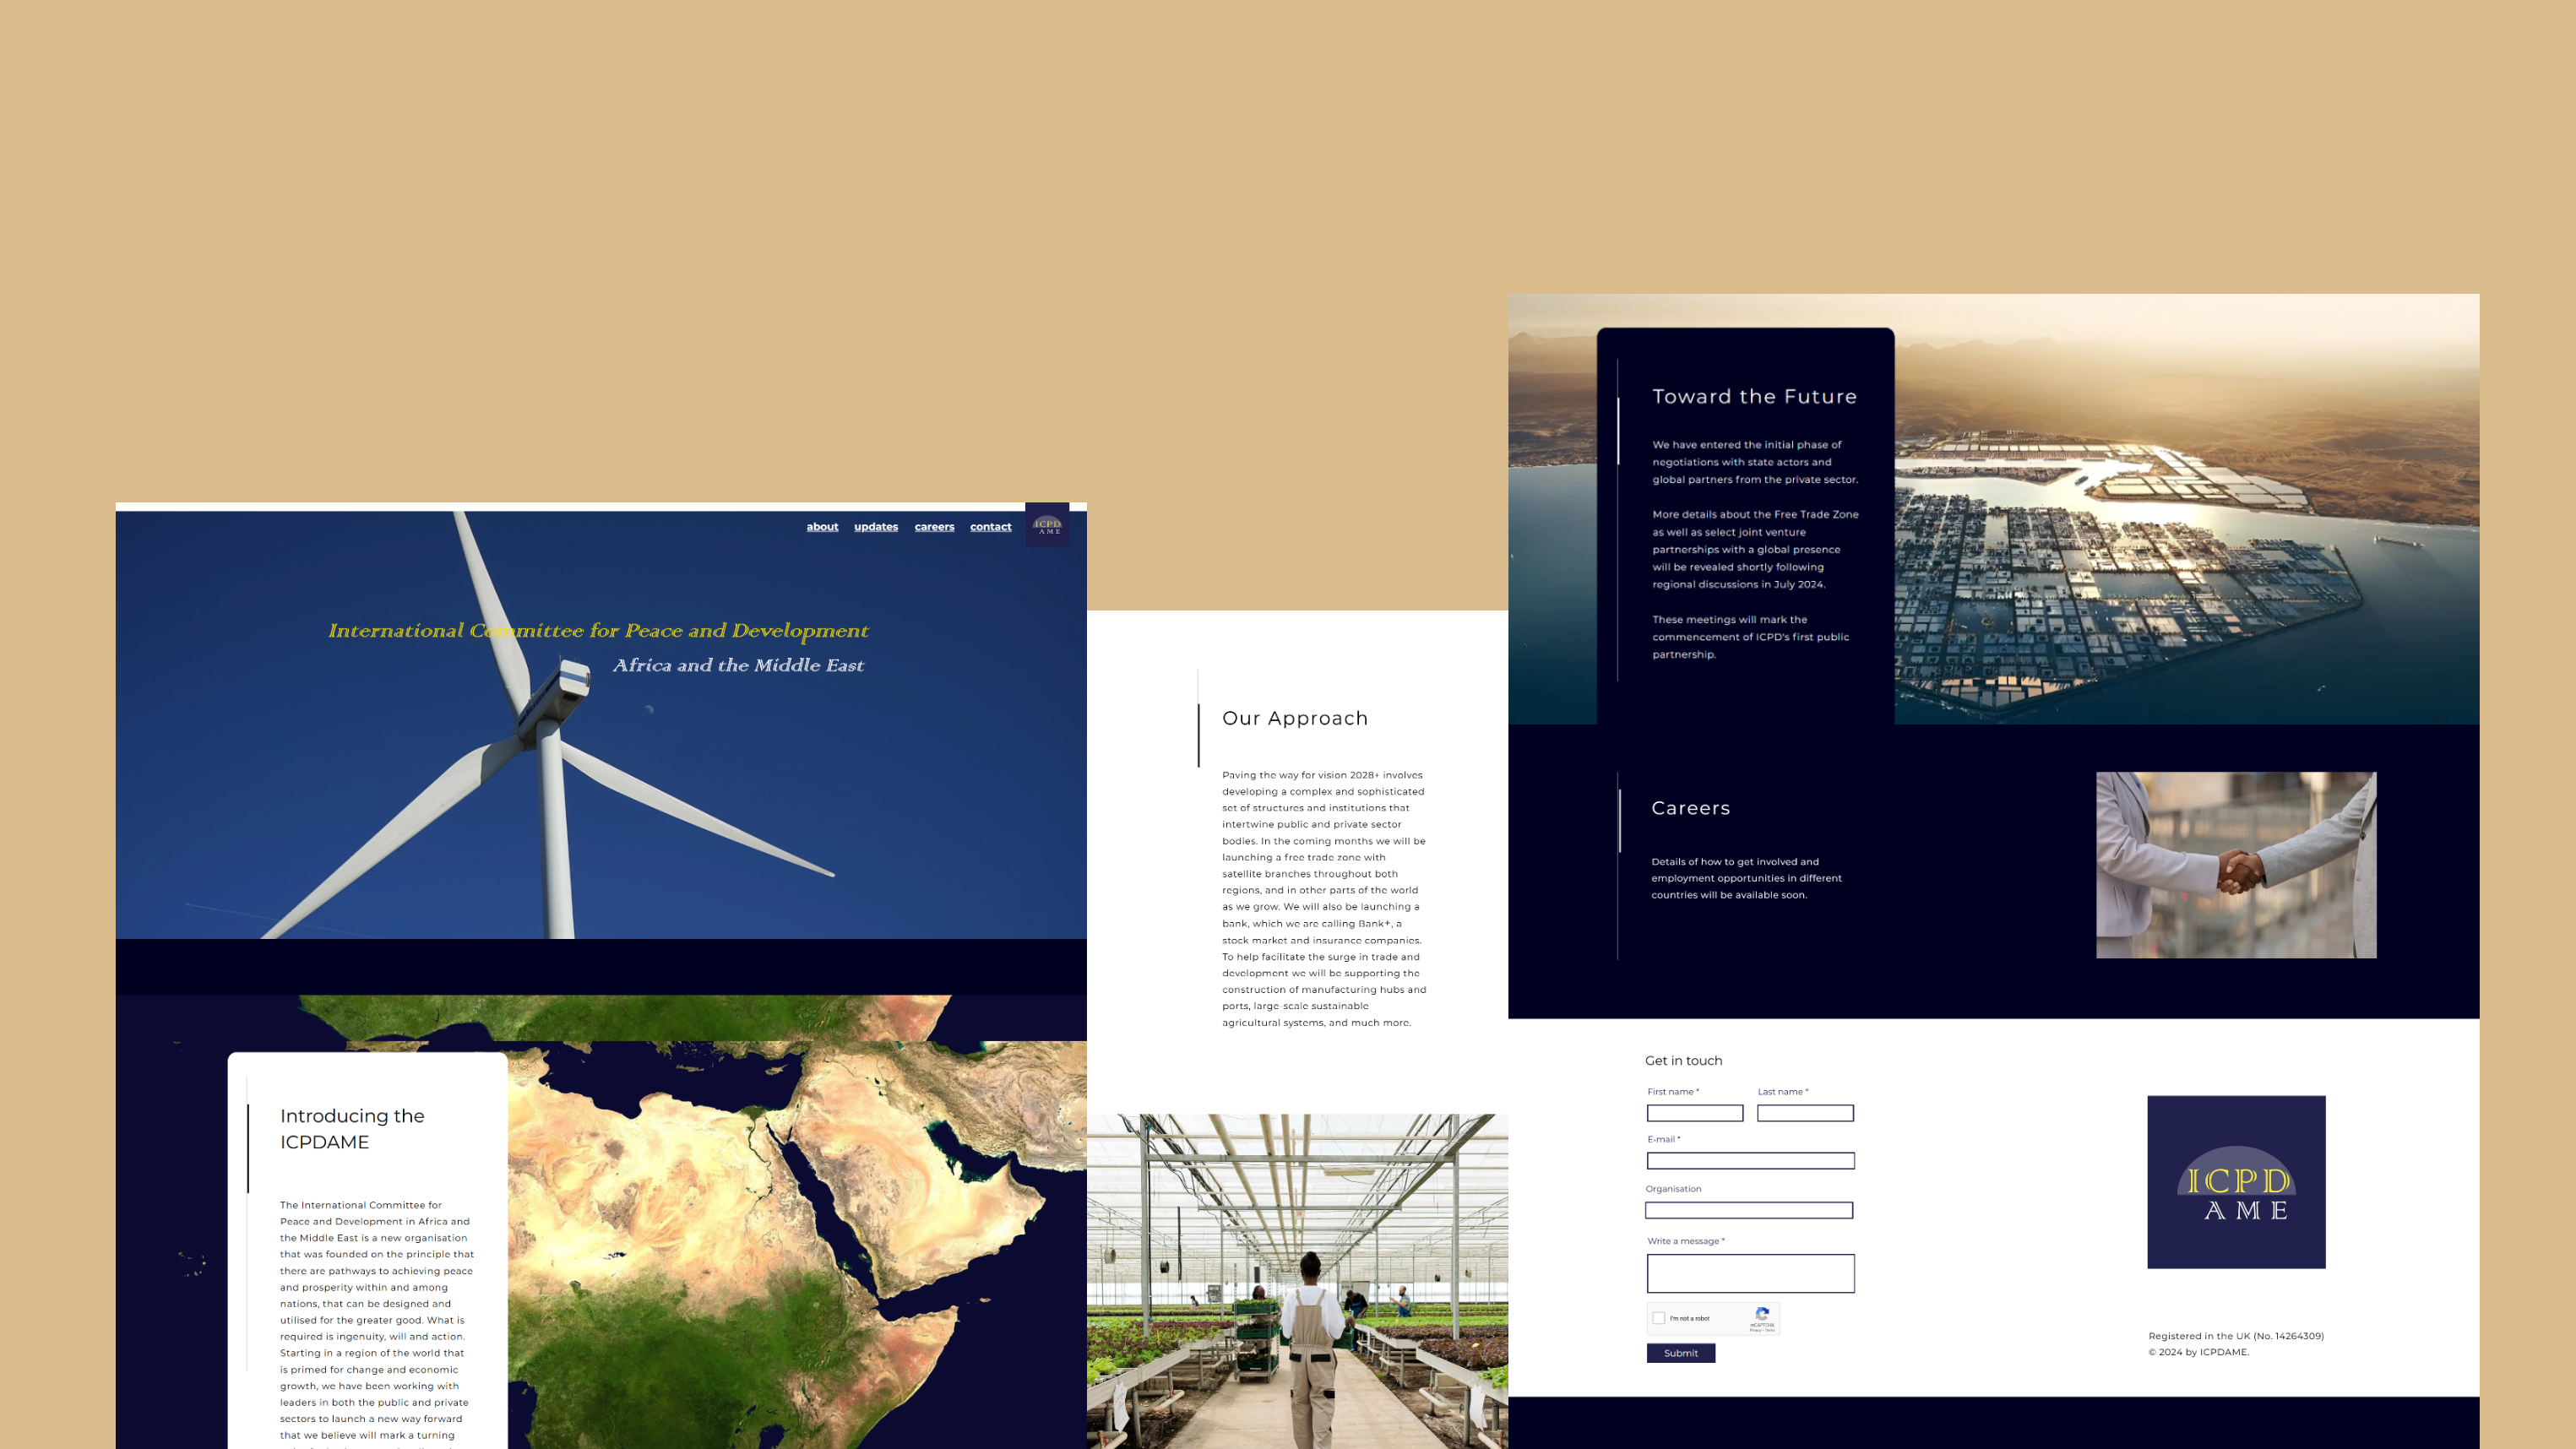 about updates careers contact
ICPD
AME
International Committee for Peace and Development
Africa and the Middle East
Introducing the
ICPDAME
The International Committee for
Peace and Development in Africa and
the Middle East is a new organisation
that was founded on the principle that
there are pathways to achieving peace
and prosperity within and among
nations, that can be designed and
utilised for the greater good. What is
required is ingenuity, will and action.
Starting in a region of the world that
is primed for change and economic
growth, we have been working with
leaders in both the public and private
sectors to launch a new way forward
that we believe will mark a turning
Our Approach
Paving the way for vision 2028+ involves
developing a complex and sophisticated
set of structures and institutions that
intertwine public and private sector
bodies. In the coming months we will be
launching a free trade zone with
satellite branches throughout both
regions, and in other parts of the world
as we grow. We will also be launching a
bank, which we are calling Bank+, a
stock market and insurance companies.
To help facilitate the surge in trade and
development we will be supporting the
construction of manufacturing hubs and
ports, large-scale sustainable
agricultural systems, and much more.
Toward the Future
We have entered the initial phase of
negotiations with state actors and
global partners from the private sector.
More details about the Free Trade Zone
as well as select joint venture
partnerships with a global presence
will be revealed shortly following
regional discussions in July 2024.
These meetings will mark the
commencement of ICPD's first public
partnership.
Careers
Details of how to get involved and
employment opportunities in different
countries will be available soon.
Get in touch
First name * Last name *
E-mail *
Organisation
Write a message *
I'm not a robot
reCAPTCHA
Privacy - Terms
Submit
ICPD
AME
Registered in the UK (No. 14264309)
© 2024 by ICPDAME.